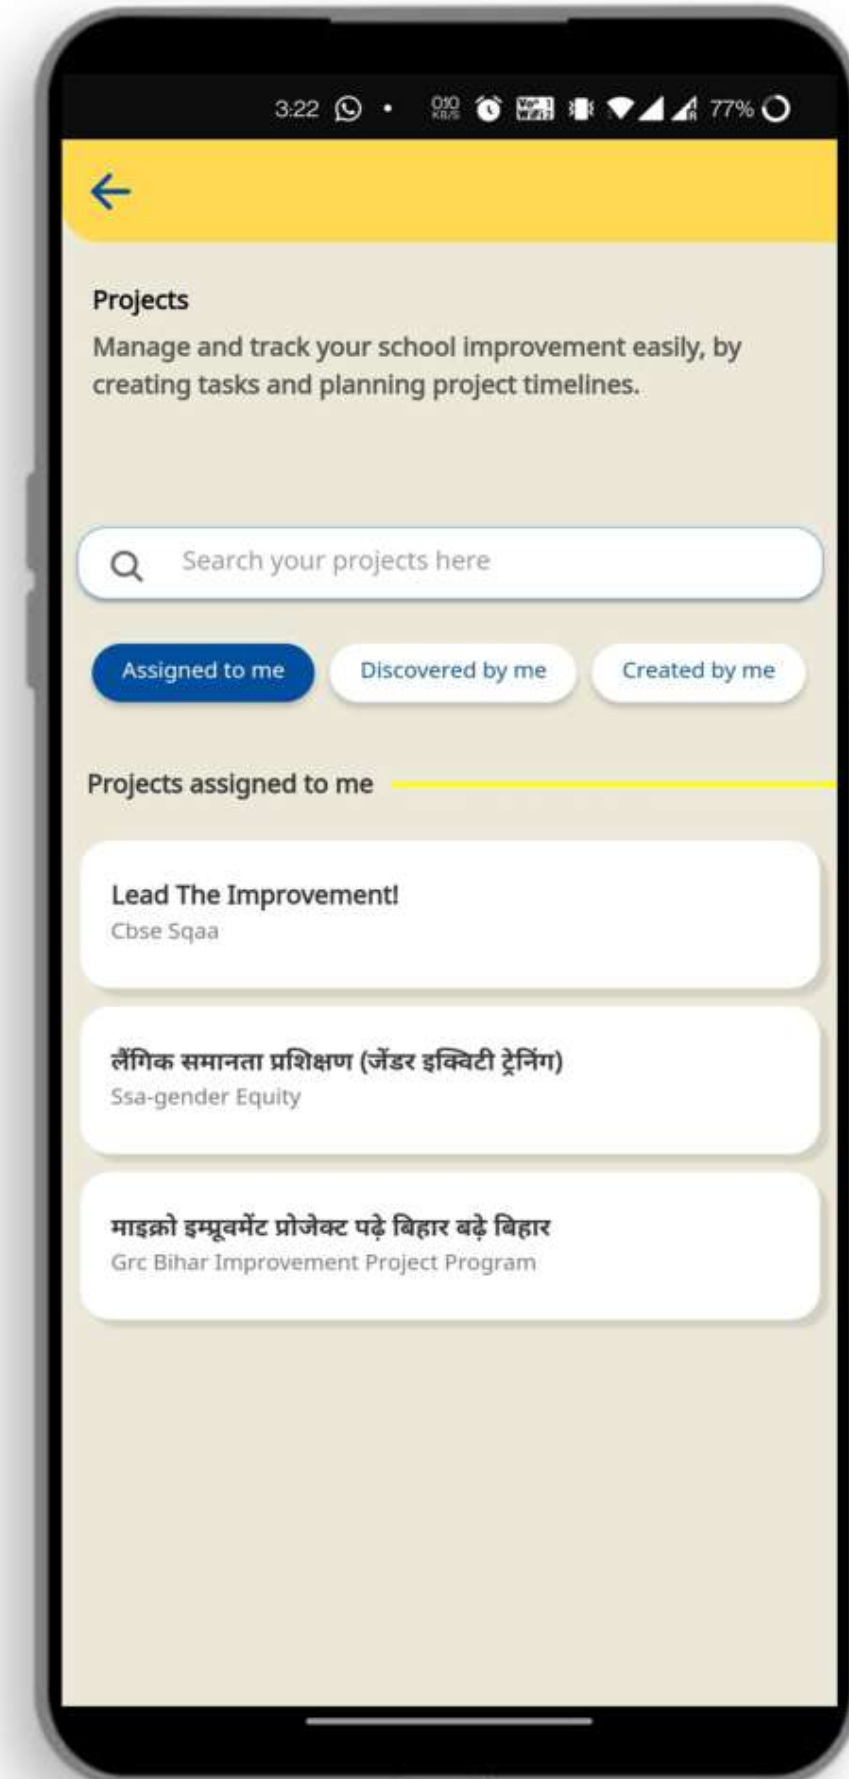 3:22
77%
Projects
Manage and track your school improvement easily, by
creating tasks and planning project timelines.
Search your projects here
Assigned to me
Discovered by me
Created by me
Projects assigned to me
Lead The Improvement!
Cbse Sqaa
लैंगिक समानता प्रशिक्षण (जेंडर इक्विटी ट्रेनिंग)
Ssa-gender Equity
माइक्रो इम्प्रूवमेंट प्रोजेक्ट पढ़े बिहार बढ़े बिहार
Grc Bihar Improvement Project Program